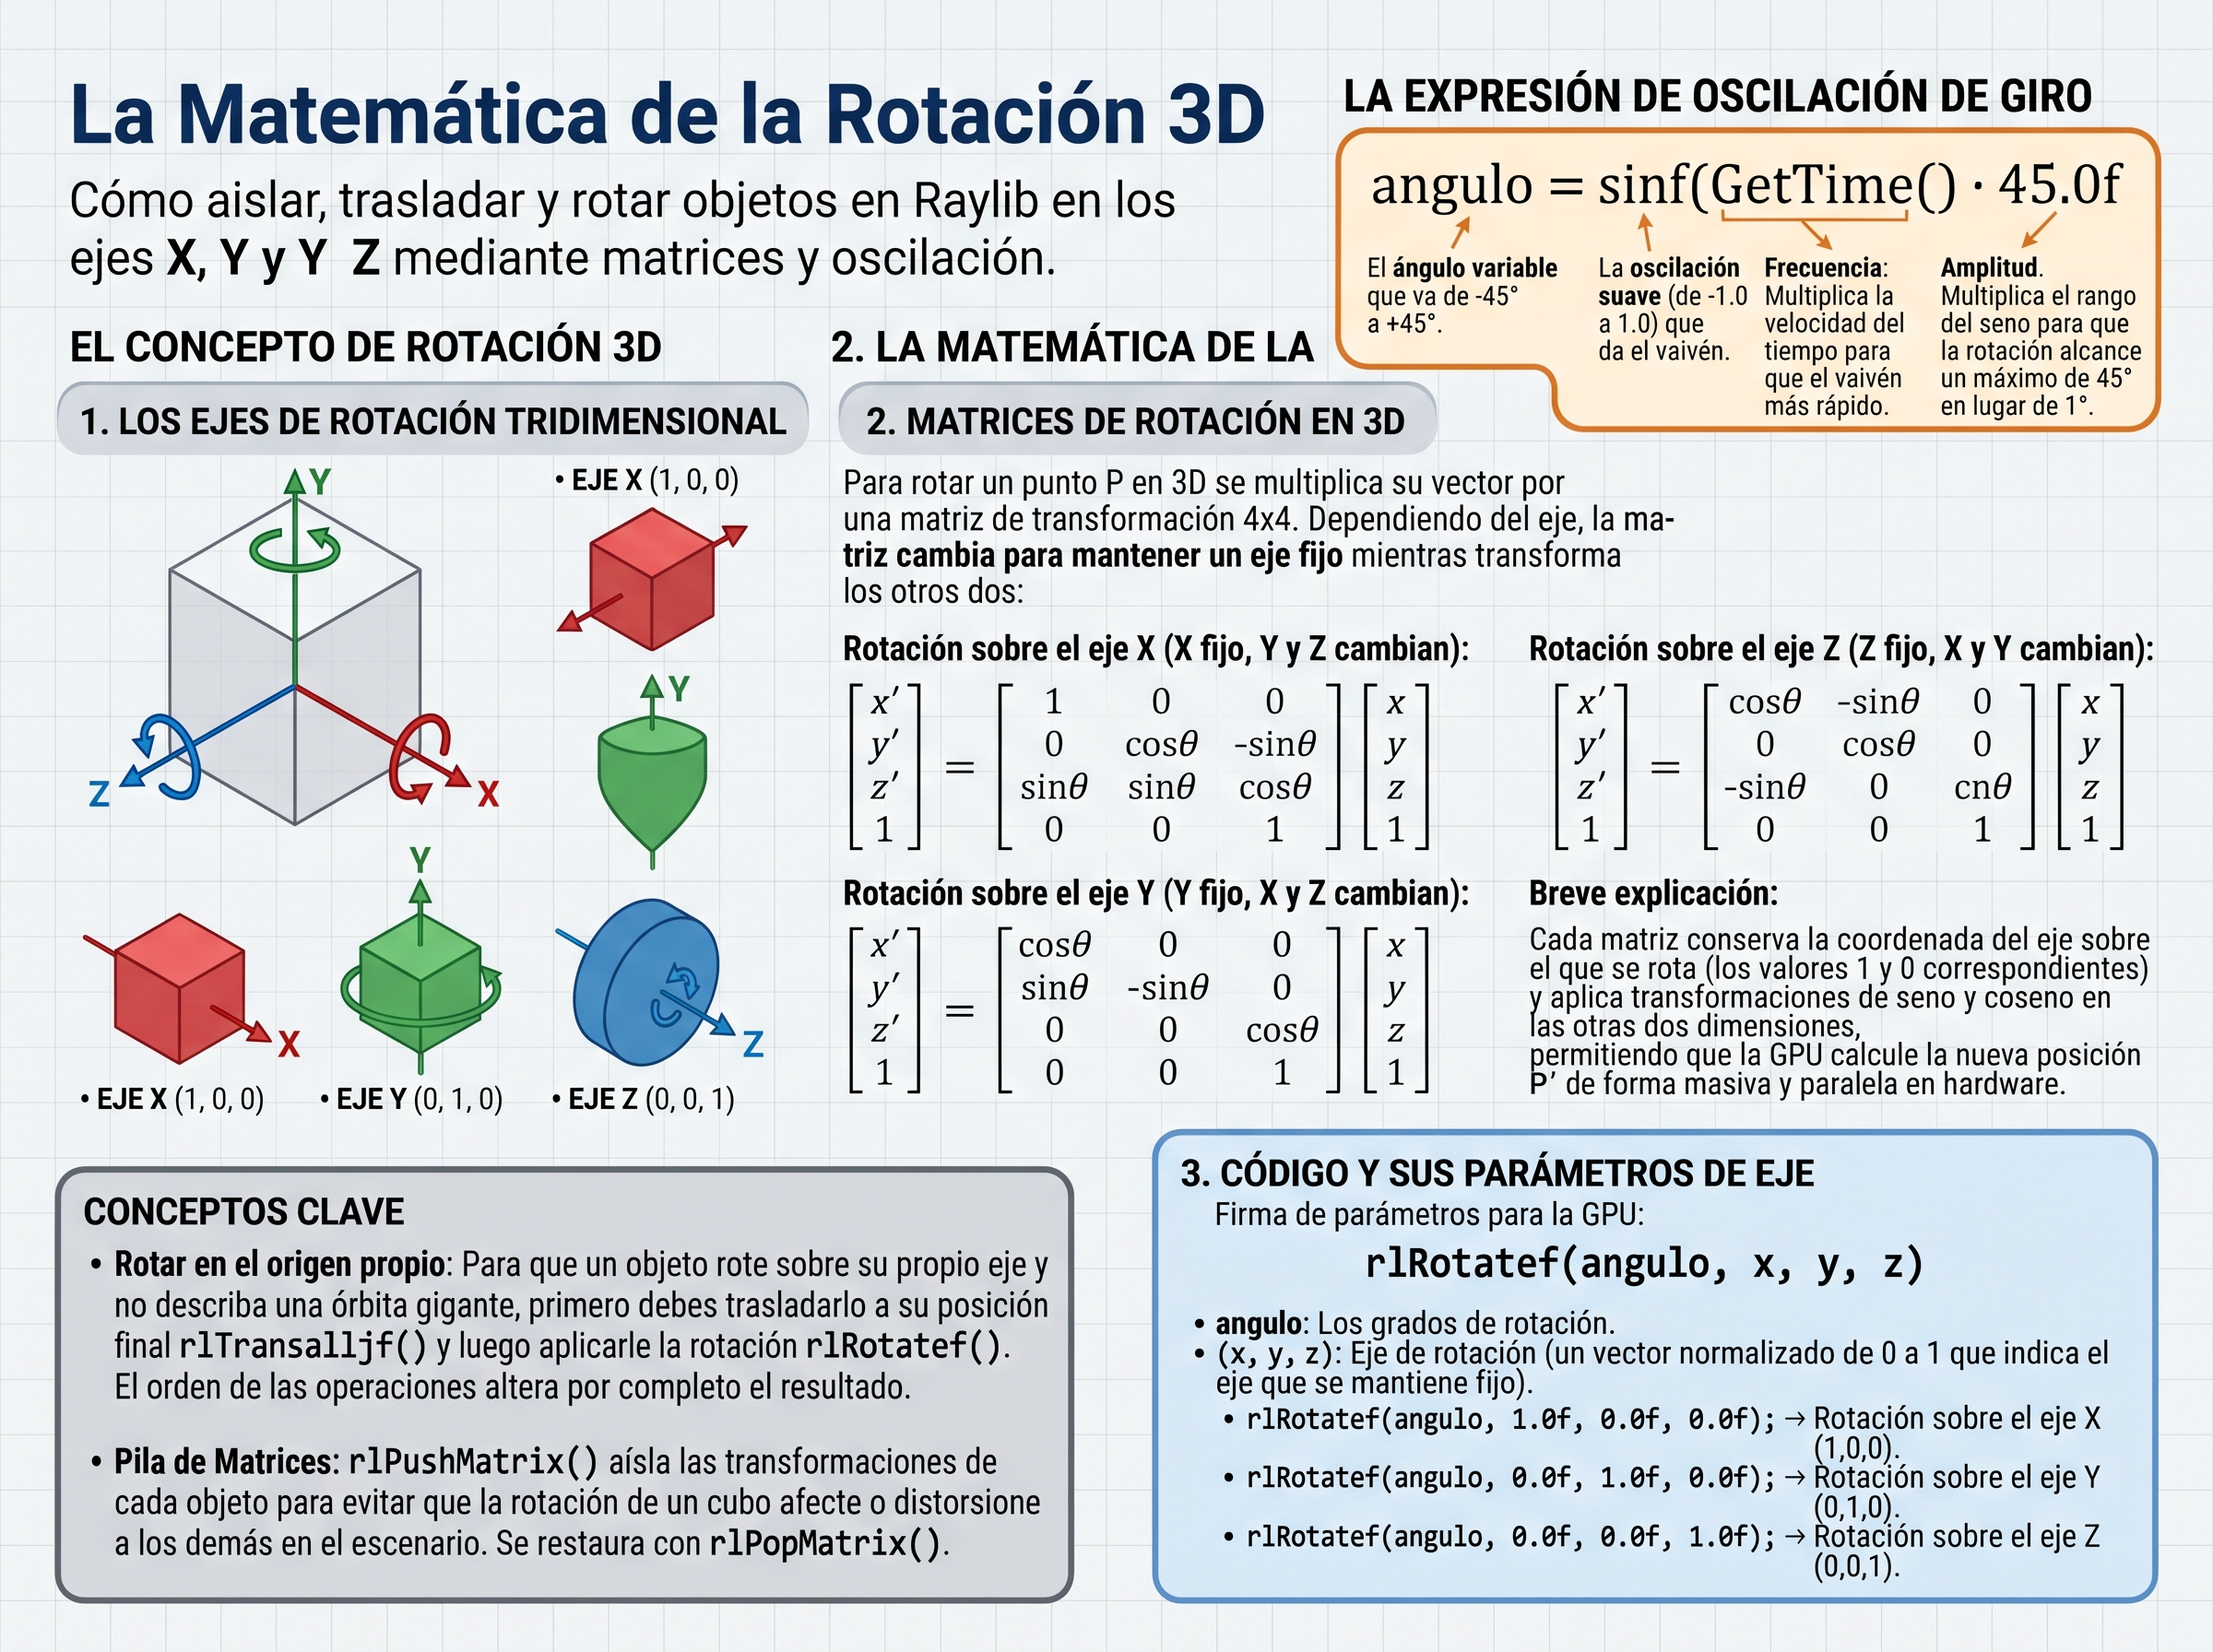 La Matemática de la Rotación 3D
Cómo aislar, trasladar y rotar objetos en Raylib en los
ejes X, Y y Y Z mediante matrices y oscilación.
LA EXPRESIÓN DE OSCILACIÓN DE GIRO
angulo = sinf(GetTime() · 45.0f
El ángulo variable
que va de -45°
a +45°.
La oscilación
suave (de -1.0
a 1.0) que
da el vaivén.
Frecuencia:
Multiplica la
velocidad del
tiempo para
que el vaivén
más rápido.
Amplitud.
Multiplica el rango
del seno para que
la rotación alcance
un máximo de 45°
en lugar de 1°.
EL CONCEPTO DE ROTACIÓN 3D
1. LOS EJES DE ROTACIÓN TRIDIMENSIONAL
Y
Z
X
• EJE X (1, 0, 0)
Y
X
Y
Z
• EJE X (1, 0, 0)
• EJE Y (0, 1, 0)
• EJE Z (0, 0, 1)
2. LA MATEMÁTICA DE LA
2. MATRICES DE ROTACIÓN EN 3D
Para rotar un punto P en 3D se multiplica su vector por
una matriz de transformación 4x4. Dependiendo del eje, la ma-
triz cambia para mantener un eje fijo mientras transforma
los otros dos:
Rotación sobre el eje X (X fijo, Y y Z cambian):
x′ 1 0 0 x
y′ 0 cosθ -sinθ y
z′ = sinθ sinθ cosθ z
1 0 0 1 1
Rotación sobre el eje Z (Z fijo, X y Y cambian):
x′ cosθ -sinθ 0 x
y′ 0 cosθ 0 y
z′ = -sinθ 0 cnθ z
1 0 0 1 1
Rotación sobre el eje Y (Y fijo, X y Z cambian):
x′ cosθ 0 0 x
y′ sinθ -sinθ 0 y
z′ = 0 0 cosθ z
1 0 0 1 1
Breve explicación:
Cada matriz conserva la coordenada del eje sobre
el que se rota (los valores 1 y 0 correspondientes)
y aplica transformaciones de seno y coseno en
las otras dos dimensiones,
permitiendo que la GPU calcule la nueva posición
P′ de forma masiva y paralela en hardware.
CONCEPTOS CLAVE
• Rotar en el origen propio: Para que un objeto rote sobre su propio eje y
no describa una órbita gigante, primero debes trasladarlo a su posición
final rlTransalljf() y luego aplicarle la rotación rlRotatef().
El orden de las operaciones altera por completo el resultado.
• Pila de Matrices: rlPushMatrix() aísla las transformaciones de
cada objeto para evitar que la rotación de un cubo afecte o distorsione
a los demás en el escenario. Se restaura con rlPopMatrix().
3. CÓDIGO Y SUS PARÁMETROS DE EJE
Firma de parámetros para la GPU:
rlRotatef(angulo, x, y, z)
• angulo: Los grados de rotación.
• (x, y, z): Eje de rotación (un vector normalizado de 0 a 1 que indica el
eje que se mantiene fijo).
• rlRotatef(angulo, 1.0f, 0.0f, 0.0f); → Rotación sobre el eje X
(1,0,0).
• rlRotatef(angulo, 0.0f, 1.0f, 0.0f); → Rotación sobre el eje Y
(0,1,0).
• rlRotatef(angulo, 0.0f, 0.0f, 1.0f); → Rotación sobre el eje Z
(0,0,1).